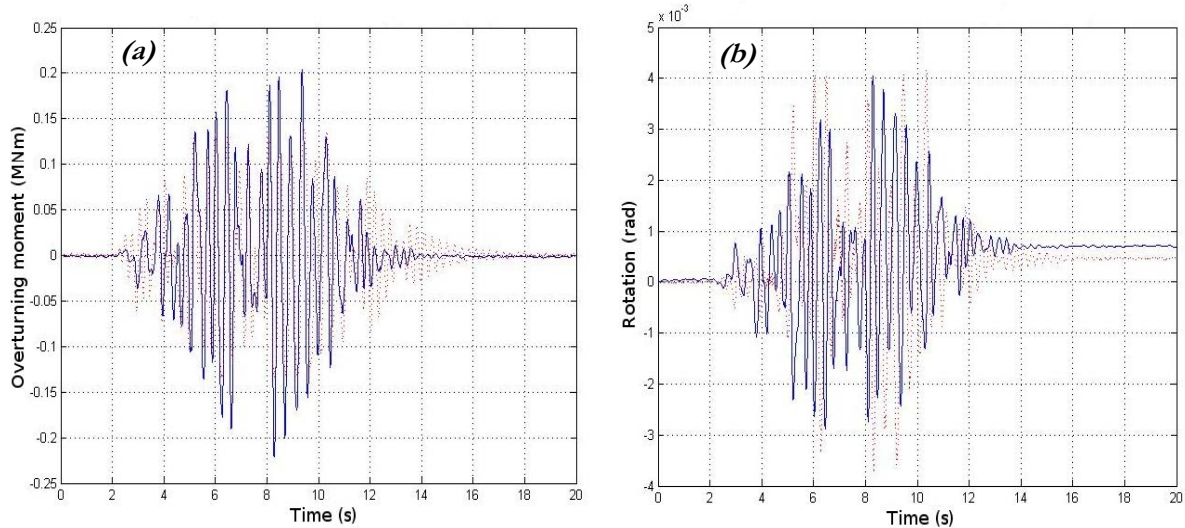 (a)
Overturning moment (MNm)
0.25
0.2
0.15
0.1
0.05
0
-0.05
-0.1
-0.15
-0.2
-0.25
0 2 4 6 8 10 12 14 16 18 20
Time (s)
(b)
x 10⁻³
Rotation (rad)
5
4
3
2
1
0
-1
-2
-3
-4
0 2 4 6 8 10 12 14 16 18 20
Time (s)